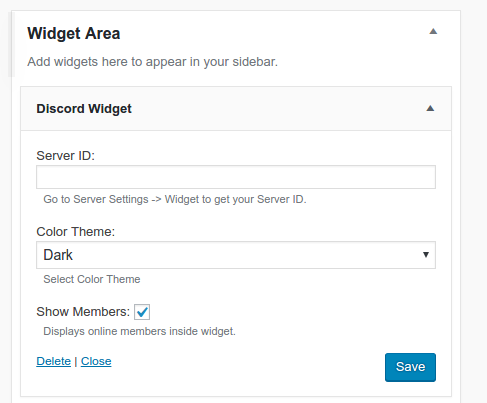 Widget Area
Add widgets here to appear in your sidebar.
Discord Widget
Server ID:
Go to Server Settings -> Widget to get your Server ID.
Color Theme:
Dark
Select Color Theme
Show Members:
Displays online members inside widget.
Delete | Close
Save